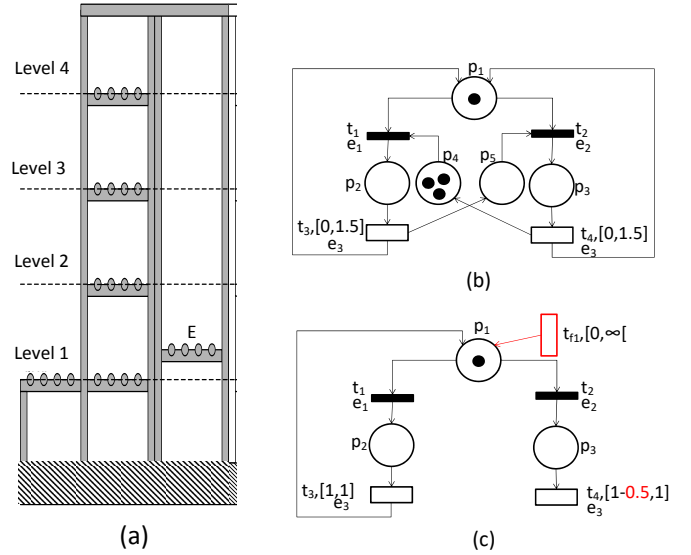 Level 4
Level 3
Level 2
E
Level 1
(a)
p1
t1
e1
t2
e2
p4
p5
p2
p3
t3,[0,1.5]
e3
t4,[0,1.5]
e3
(b)
p1
tf1,[0,∞[
t1
e1
t2
e2
p2
p3
t3,[1,1]
e3
t4,[1-0.5,1]
e3
(c)